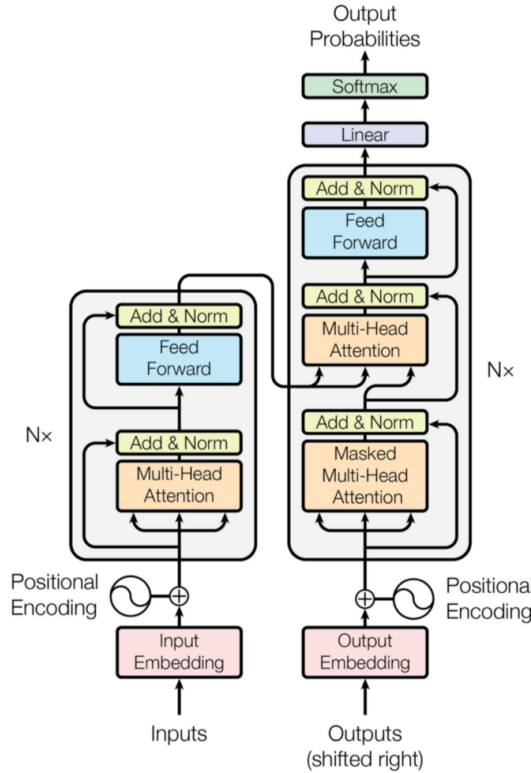 Output
Probabilities
Softmax
Linear
Add & Norm
Feed
Forward
Add & Norm
Multi-Head
Attention
Add & Norm
Masked
Multi-Head
Attention
N×
Add & Norm
Feed
Forward
Add & Norm
Multi-Head
Attention
N×
Positional
Encoding
Positional
Encoding
Input
Embedding
Output
Embedding
Inputs
Outputs
(shifted right)